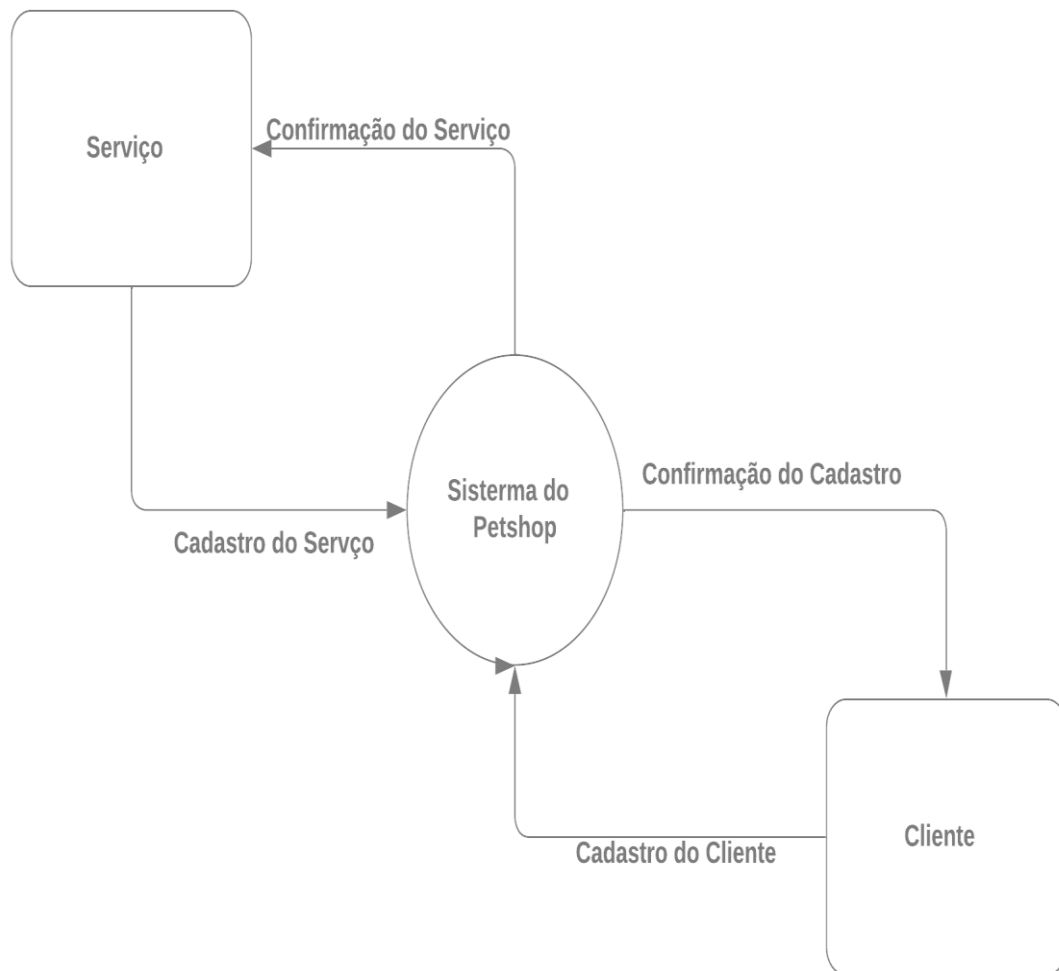 Confirmação do Serviço
Serviço
Sisterma do
Petshop
Confirmação do Cadastro
Cadastro do Servço
Cadastro do Cliente
Cliente